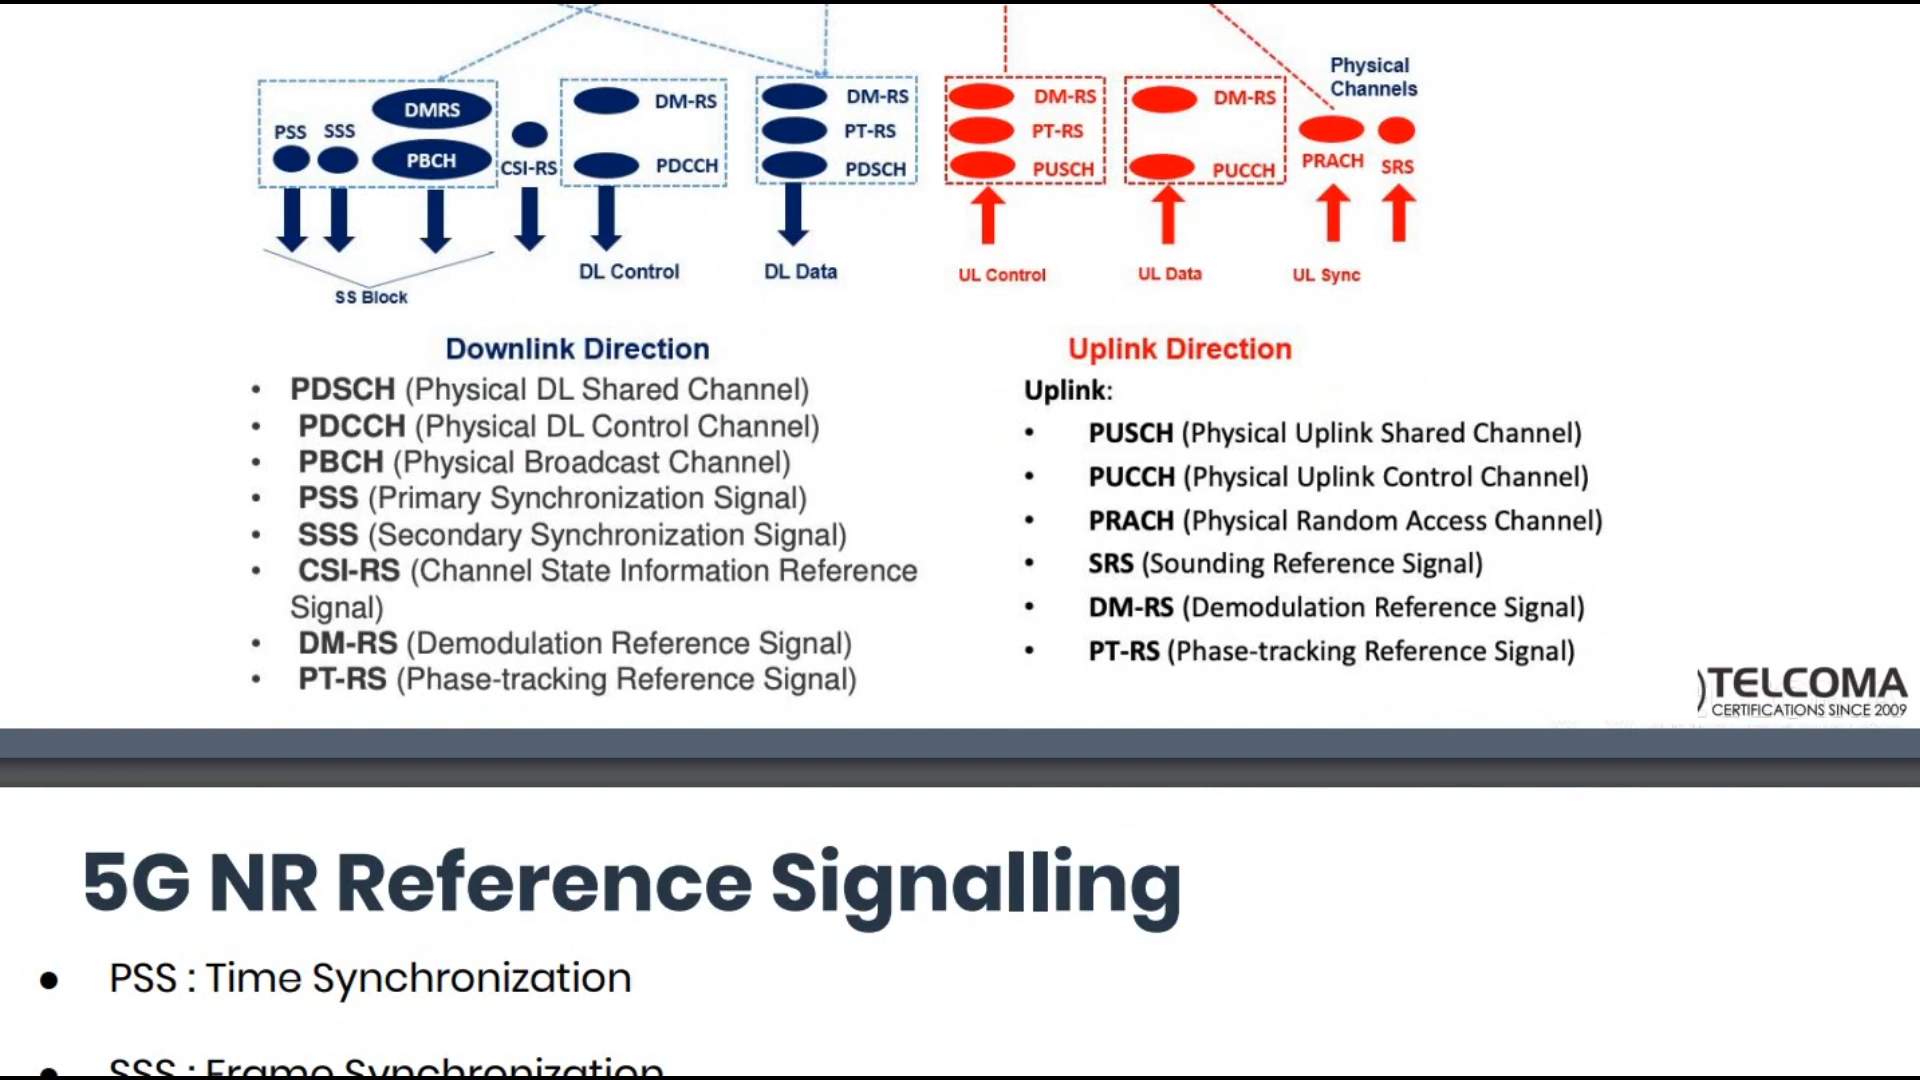 Physical
Channels
PSS SSS DMRS
PBCH
CSI-RS
DM-RS
PDCCH
DM-RS
PT-RS
PDSCH
DM-RS
PT-RS
PUSCH
DM-RS
PUCCH
PRACH
SRS
SS Block
DL Control
DL Data
UL Control
UL Data
UL Sync
Downlink Direction
• PDSCH (Physical DL Shared Channel)
• PDCCH (Physical DL Control Channel)
• PBCH (Physical Broadcast Channel)
• PSS (Primary Synchronization Signal)
• SSS (Secondary Synchronization Signal)
• CSI-RS (Channel State Information Reference
Signal)
• DM-RS (Demodulation Reference Signal)
• PT-RS (Phase-tracking Reference Signal)
Uplink Direction
Uplink:
• PUSCH (Physical Uplink Shared Channel)
• PUCCH (Physical Uplink Control Channel)
• PRACH (Physical Random Access Channel)
• SRS (Sounding Reference Signal)
• DM-RS (Demodulation Reference Signal)
• PT-RS (Phase-tracking Reference Signal)
TELCOMA
CERTIFICATIONS SINCE 2009
5G NR Reference Signalling
● PSS : Time Synchronization
● SSS : Frame Synchronization